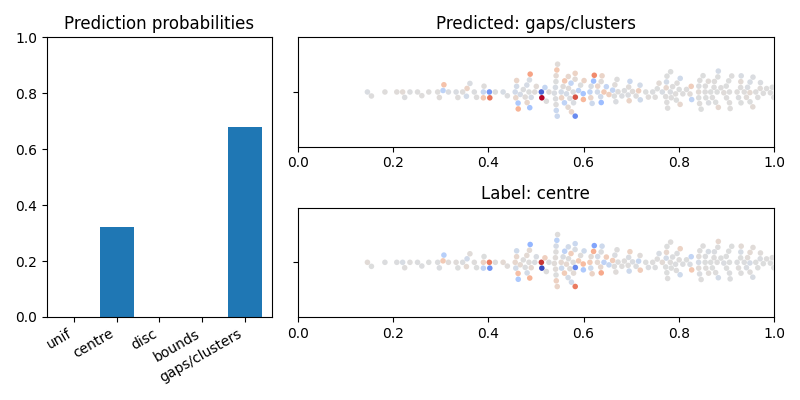 Prediction probabilities
1.0
0.8
0.6
0.4
0.2
0.0
unif
centre
disc
bounds
gaps/clusters
Predicted: gaps/clusters
0.0 0.2 0.4 0.6 0.8 1.0
Label: centre
0.0 0.2 0.4 0.6 0.8 1.0